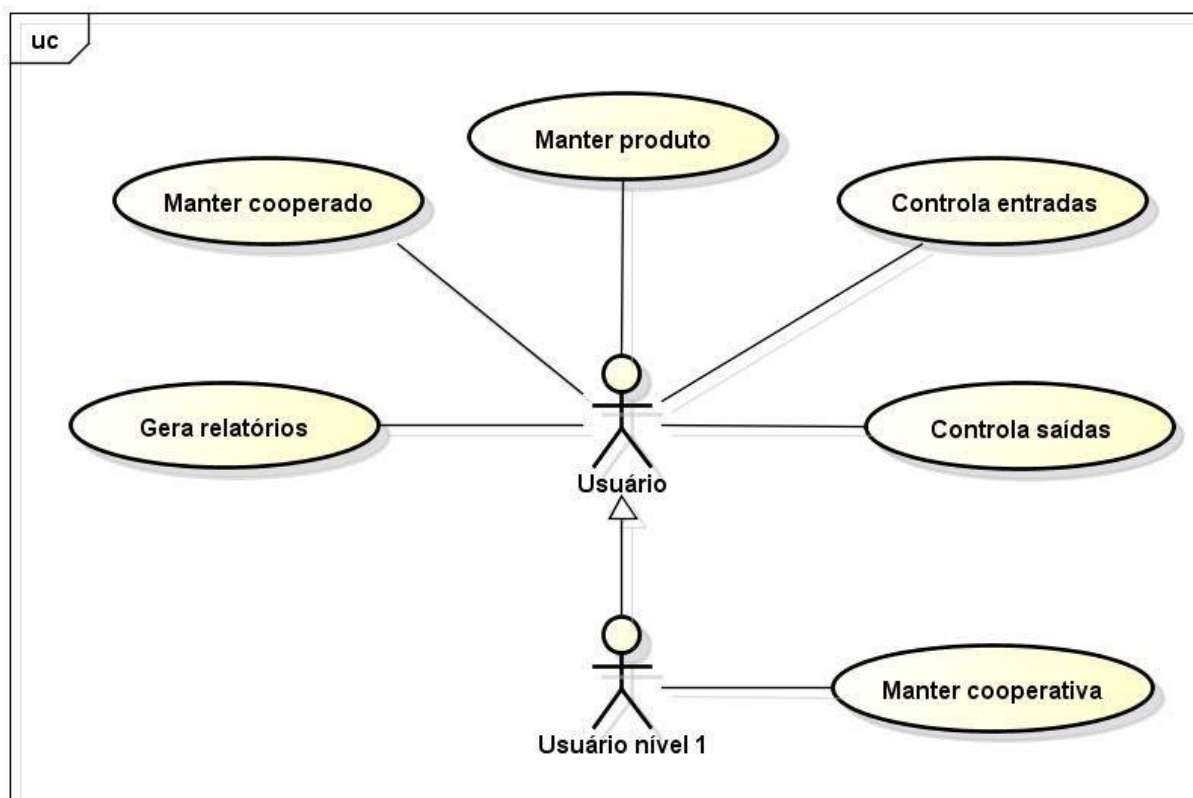 uc
Manter produto
Manter cooperado
Controla entradas
Gera relatórios
Controla saídas
Usuário
Manter cooperativa
Usuário nível 1